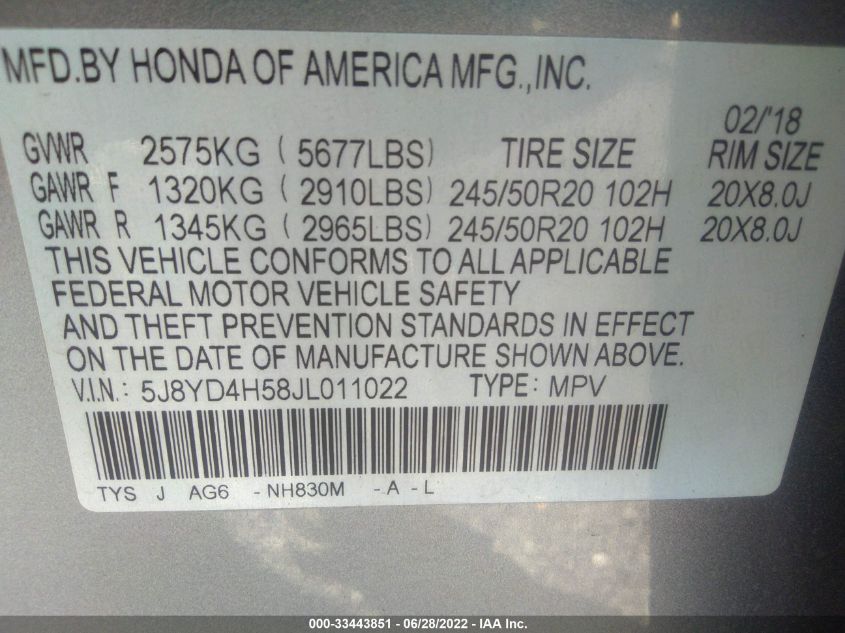 MFD.BY HONDA OF AMERICA MFG.,INC.
02/'18
GVWR 2575KG ( 5677LBS) TIRE SIZE RIM SIZE
GAWR F 1320KG ( 2910LBS) 245/50R20 102H 20X8.0J
GAWR R 1345KG ( 2965LBS) 245/50R20 102H 20X8.0J
THIS VEHICLE CONFORMS TO ALL APPLICABLE
FEDERAL MOTOR VEHICLE SAFETY
AND THEFT PREVENTION STANDARDS IN EFFECT
ON THE DATE OF MANUFACTURE SHOWN ABOVE.
V.I.N.: 5J8YD4H58JL011022 TYPE: MPV
TYS J AG6 -NH830M -A -L
000-33443851 - 06/28/2022 - IAA Inc.